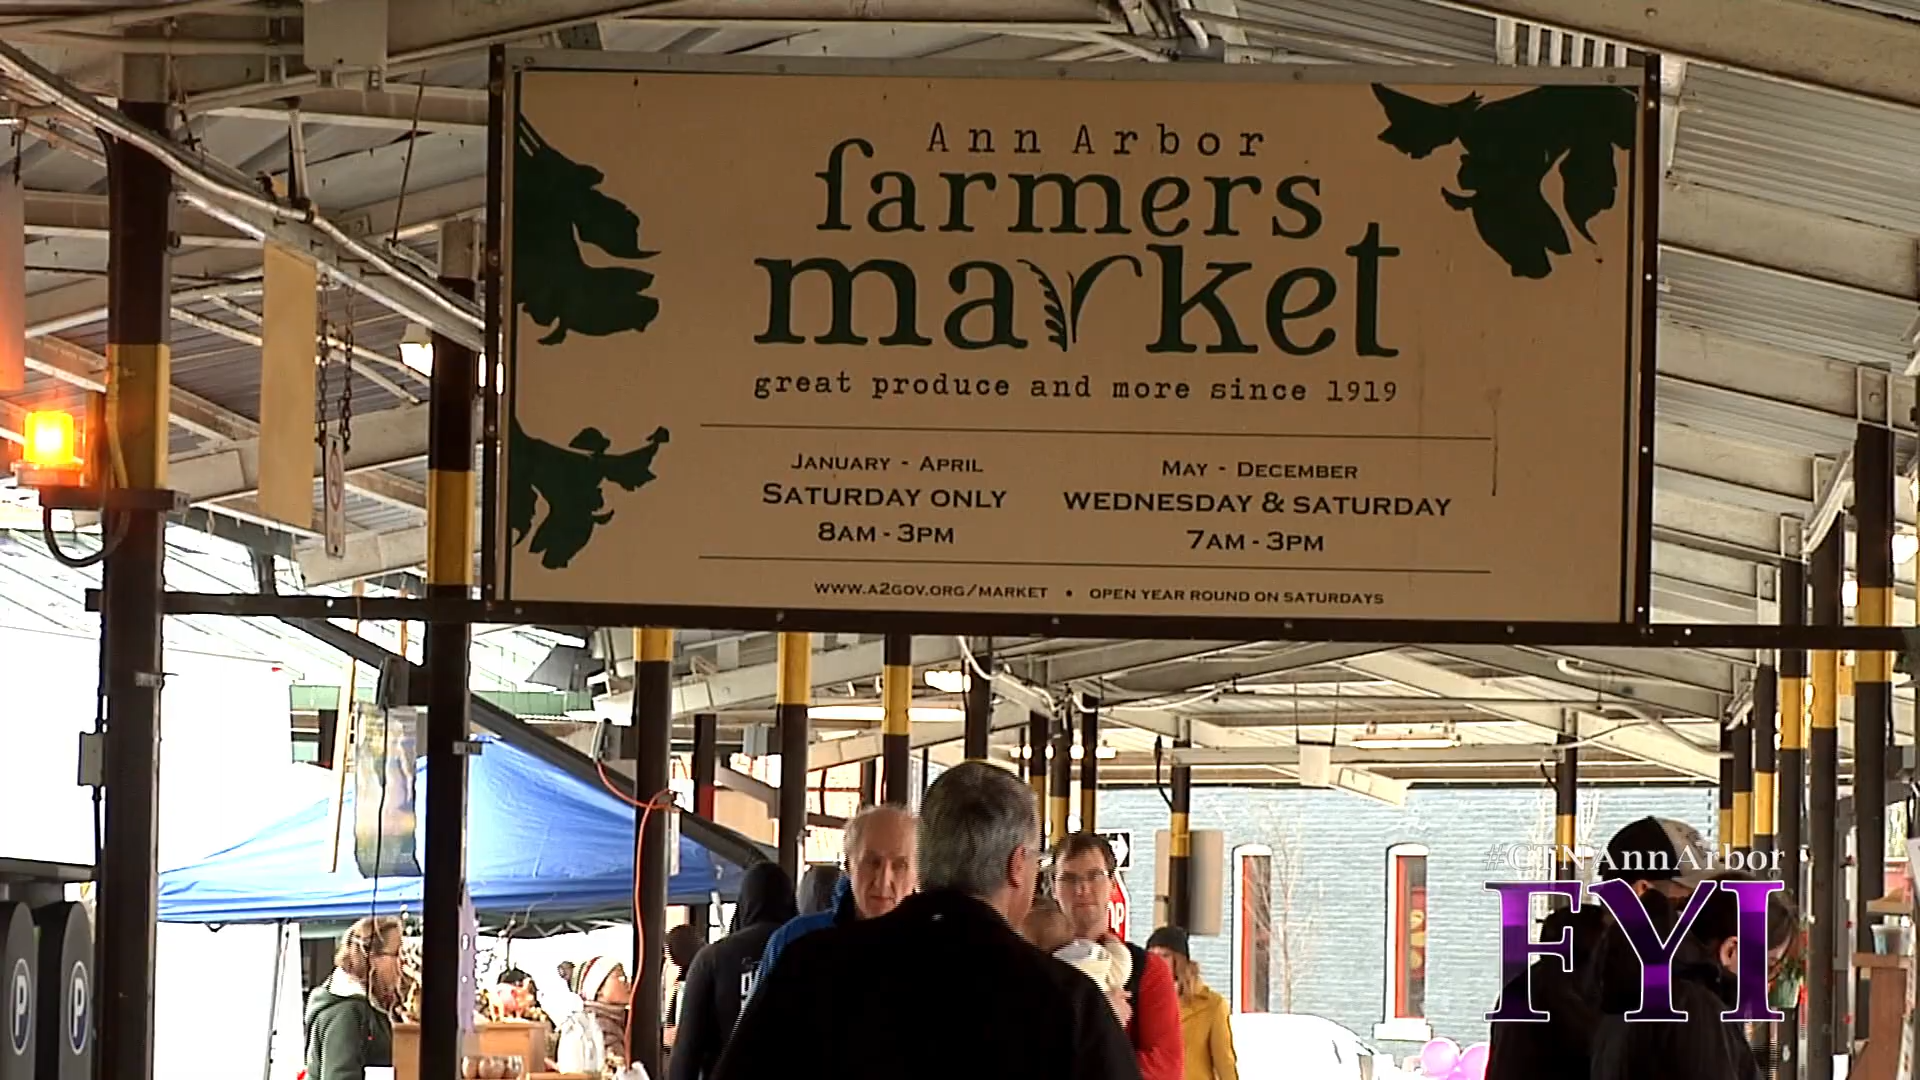 Ann Arbor
farmers
market
great produce and more since 1919
JANUARY - APRIL
SATURDAY ONLY
8AM - 3PM
MAY - DECEMBER
WEDNESDAY & SATURDAY
7AM - 3PM
WWW.A2GOV.ORG/MARKET • OPEN YEAR ROUND ON SATURDAYS
#CTNAnnArbor
FYI
P
P